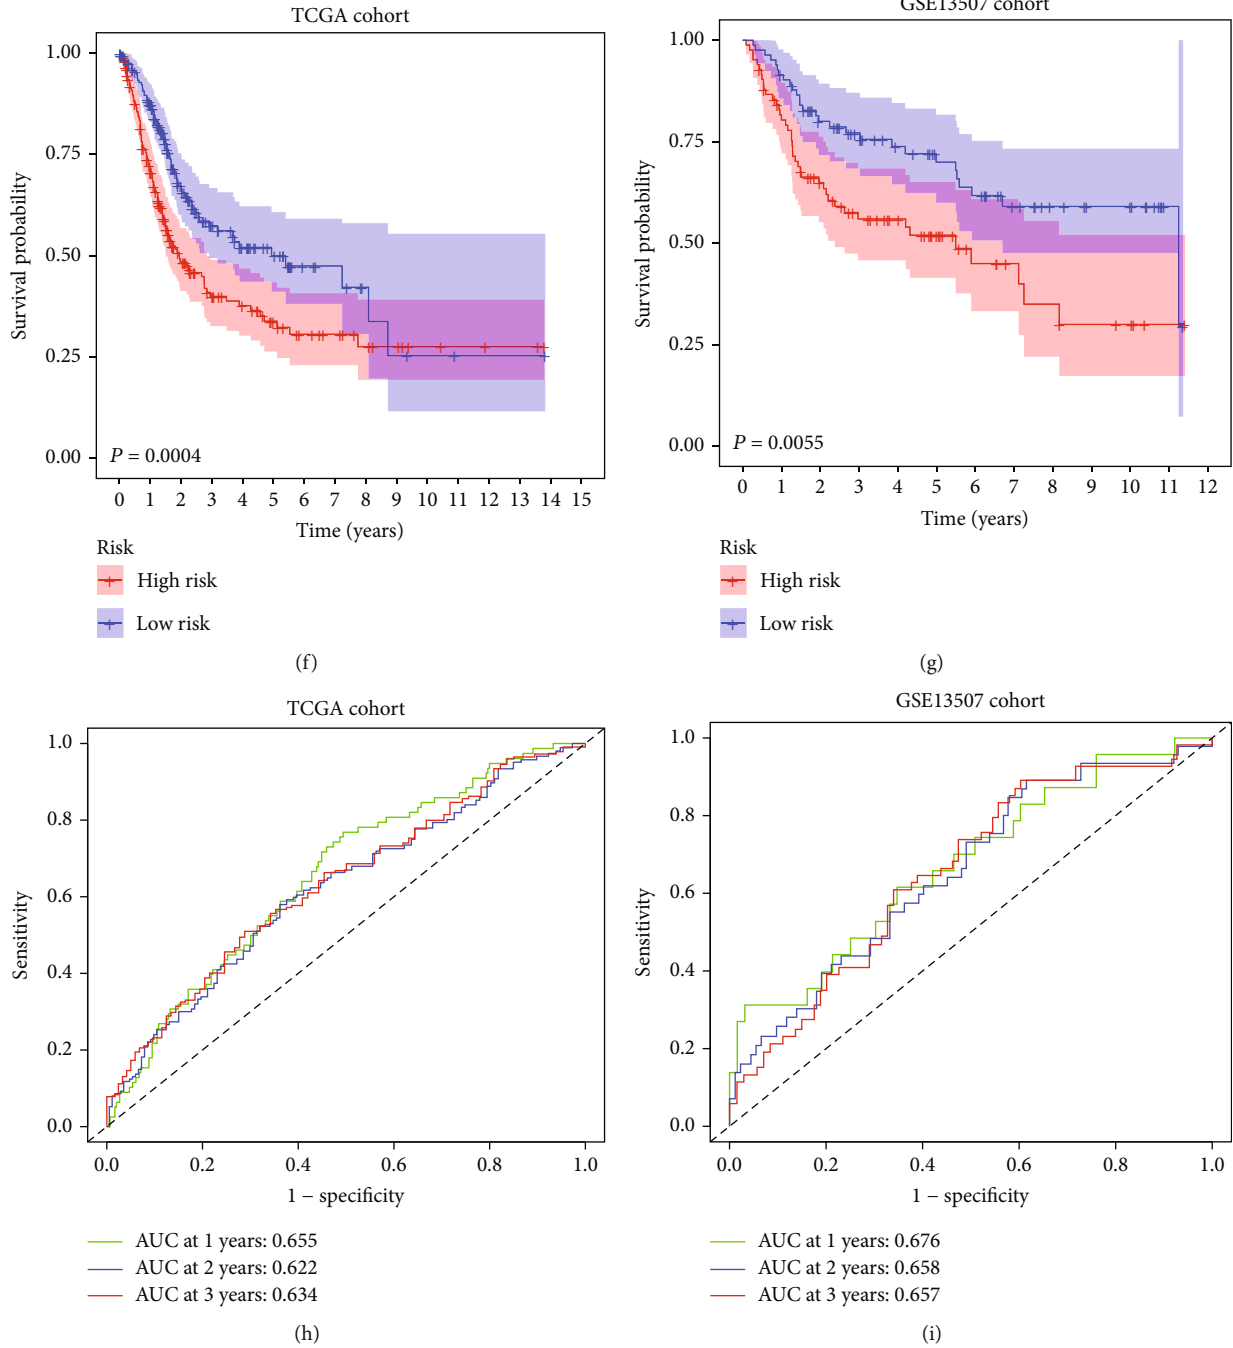 TCGA cohort
1.00
0.75
0.50
0.25
0.00
Survival probability
P = 0.0004
0 1 2 3 4 5 6 7 8 9 10 11 12 13 14 15
Time (years)
Risk
High risk
Low risk
(f)
GSE13507 cohort
1.00
0.75
0.50
0.25
0.00
Survival probability
P = 0.0055
0 1 2 3 4 5 6 7 8 9 10 11 12
Time (years)
Risk
High risk
Low risk
(g)
TCGA cohort
1.0
0.8
0.6
0.4
0.2
0.0
Sensitivity
0.0 0.2 0.4 0.6 0.8 1.0
1 − specificity
AUC at 1 years: 0.655
AUC at 2 years: 0.622
AUC at 3 years: 0.634
(h)
GSE13507 cohort
1.0
0.8
0.6
0.4
0.2
0.0
Sensitivity
0.0 0.2 0.4 0.6 0.8 1.0
1 − specificity
AUC at 1 years: 0.676
AUC at 2 years: 0.658
AUC at 3 years: 0.657
(i)